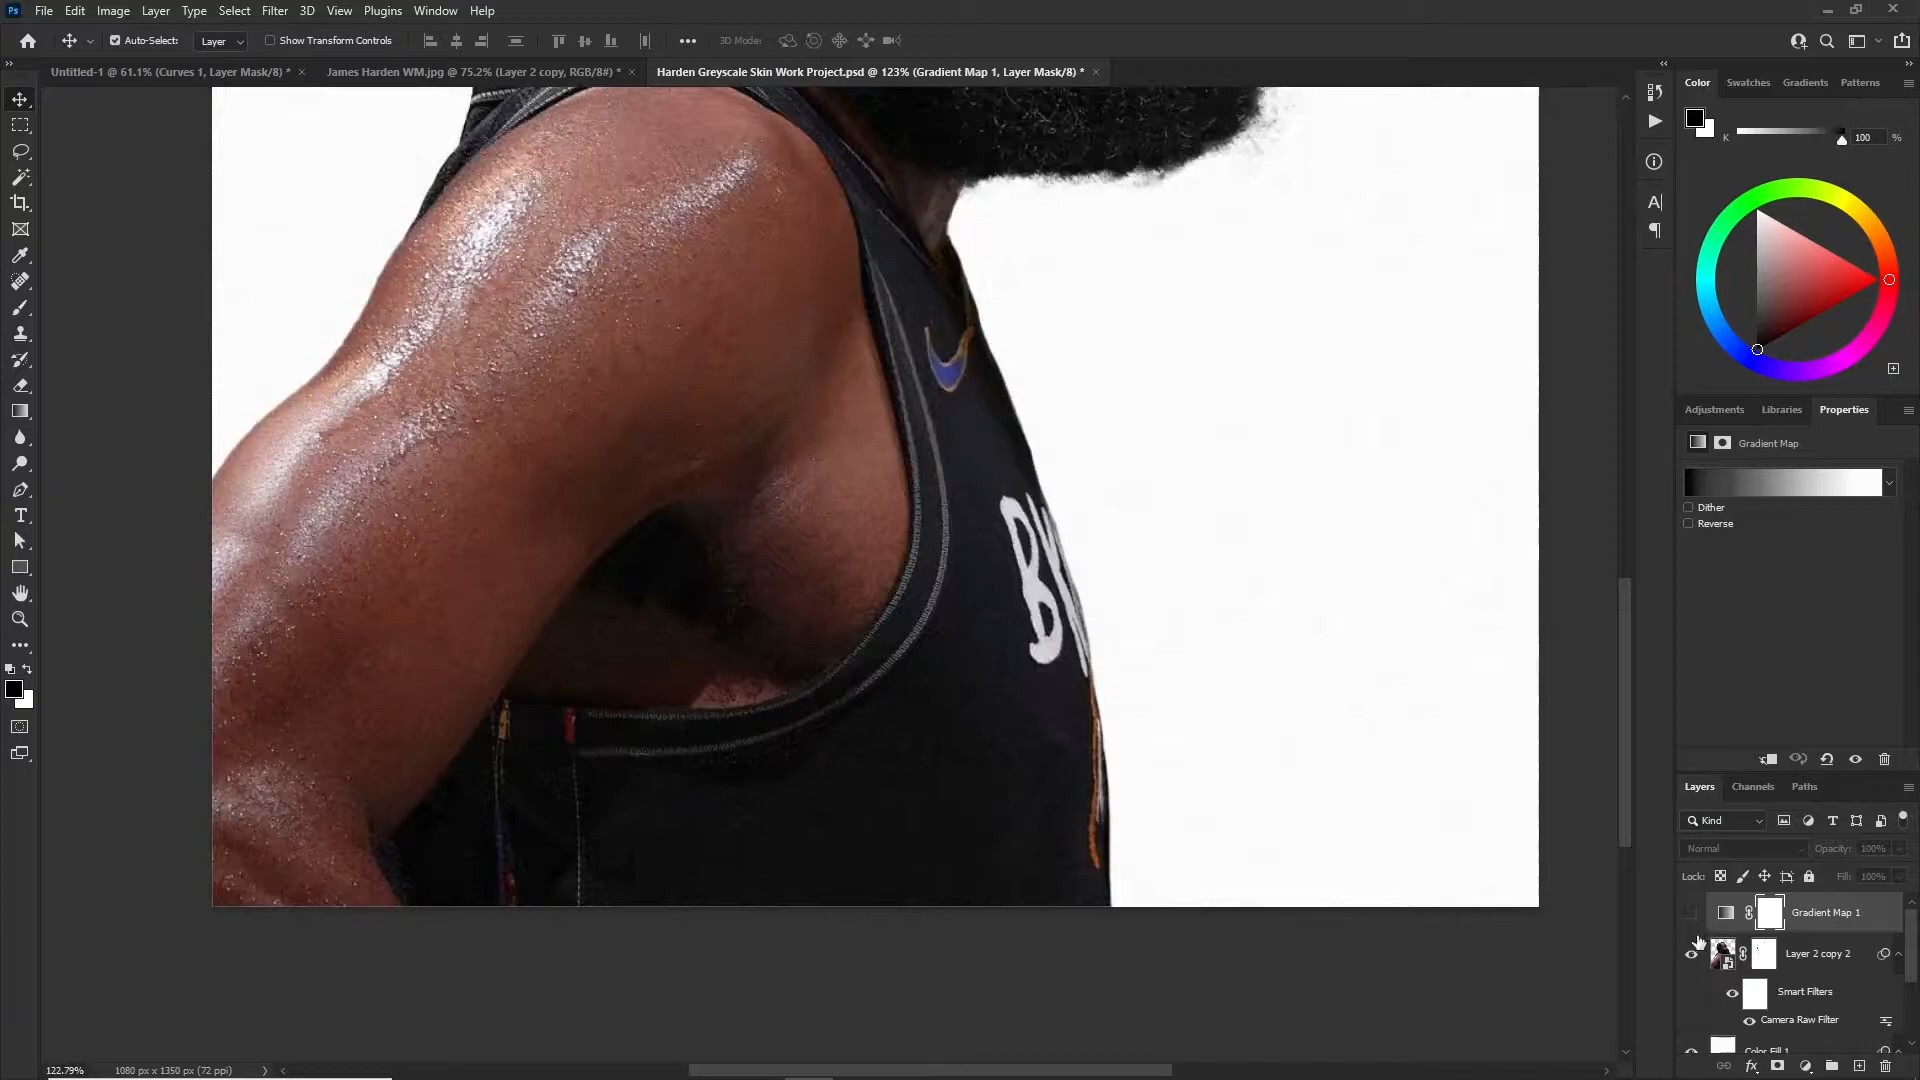 Ps File Edit Image Layer Type Select Filter 3D View Plugins Window Help
Auto-Select: Layer Show Transform Controls 3D Mode:
Untitled-1 @ 61.1% (Curves 1, Layer Mask/8) * × James Harden WM.jpg @ 75.2% (Layer 2 copy, RGB/8#) * × Harden Greyscale Skin Work Project.psd @ 123% (Gradient Map 1, Layer Mask/8) * ×
Color Swatches Gradients Patterns
K 100 %
Adjustments Libraries Properties
Gradient Map
Dither
Reverse
Layers Channels Paths
Kind
Normal Opacity: 100%
Lock: Fill: 100%
Gradient Map 1
Layer 2 copy 2
Smart Filters
Camera Raw Filter
Color Fill 1
122.79% 1080 px x 1350 px (72 ppi)